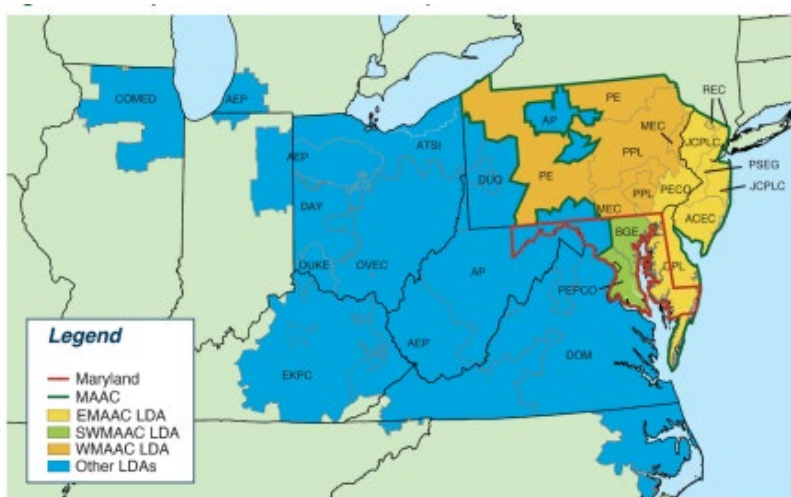 COMED
AEP
AEP
ATSI
DAY
DUKE
OVEC
DUQ
AP
PE
PE
MEC
PPL
PPL
MEC
PECO
REC
JCPLC
PSEG
JCPLC
ACEC
BGE
DPL
AP
PEPCO
AEP
DOM
EKPC
Legend
Maryland
MAAC
EMAAC LDA
SWMAAC LDA
WMAAC LDA
Other LDAs